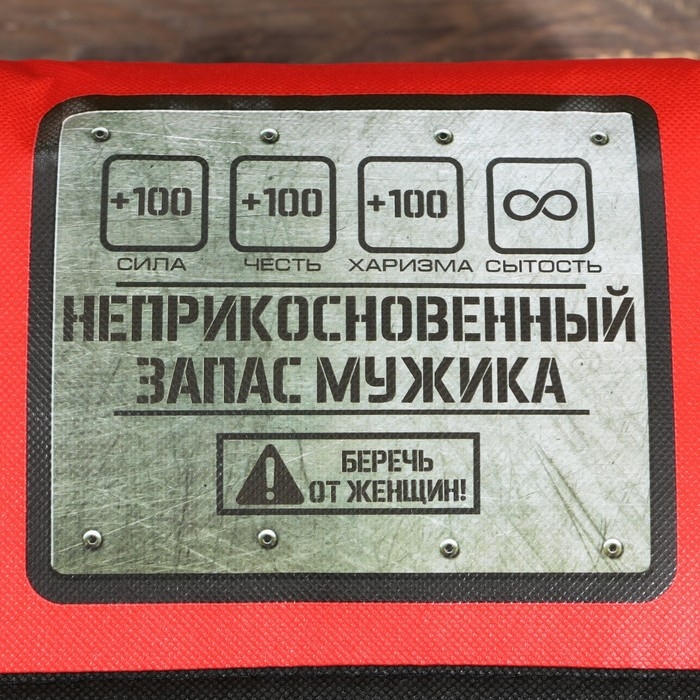 +100 +100 +100 ∞
СИЛА ЧЕСТЬ ХАРИЗМА СЫТОСТЬ
НЕПРИКОСНОВЕННЫЙ
ЗАПАС МУЖИКА
БЕРЕЧЬ
ОТ ЖЕНЩИН!